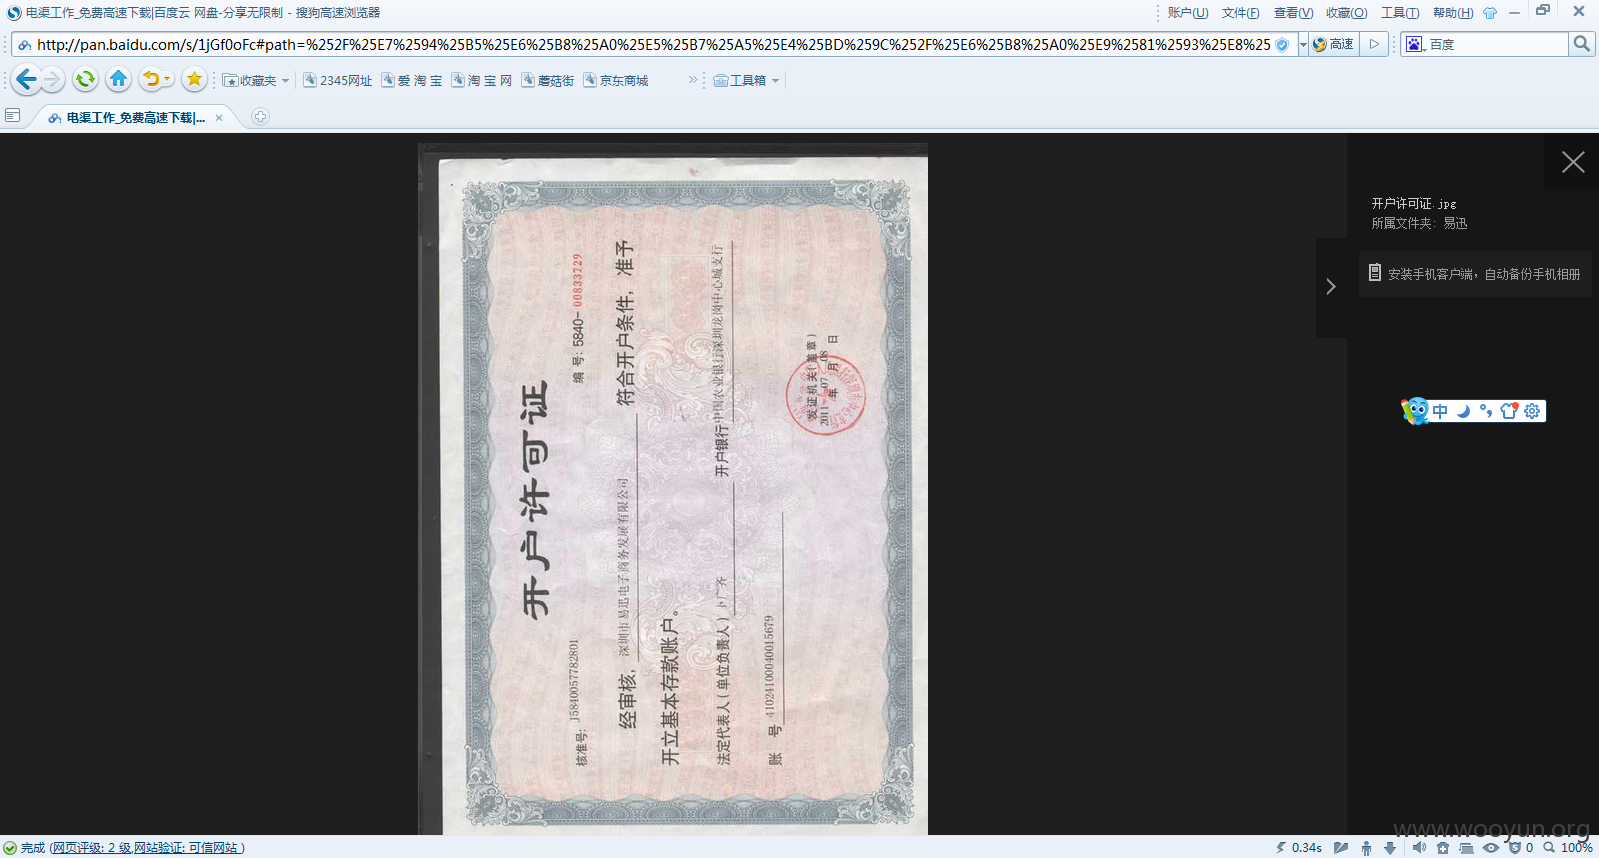 电渠工作_免费高速下载|百度云 网盘-分享无限制 - 搜狗高速浏览器
账户(U) 文件(F) 查看(V) 收藏(O) 工具(T) 帮助(H)
http://pan.baidu.com/s/1jGf0oFc#path=%252F%25E7%2594%25B5%25E6%25B8%25A0%25E5%25B7%25A5%25E4%25BD%259C%252F%25E6%25B8%25A0%25E9%2581%2593%25E8%25
高速
百度
收藏夹 2345网址 爱 淘 宝 淘 宝 网 蘑菇街 京东商城 » 工具箱
电渠工作_免费高速下载|...
开户许可证.jpg
所属文件夹: 易迅
安装手机客户端，自动备份手机相册
中
开户许可证
核准号: J5840057782801
编 号: 5840-00833729
经审核， 深圳市易迅电子商务发展有限公司 符合开户条件，准予
开立基本存款账户。
法定代表人(单位负责人) 卜广齐 开户银行 中国农业银行深圳龙岗中心城支行
账 号 41024100040015679
发证机关(盖章)
2011 年 07 月 08 日
www.wooyun.org
完成 (网页评级: 2 级,网站验证: 可信网站 )
0.34s
0
100%